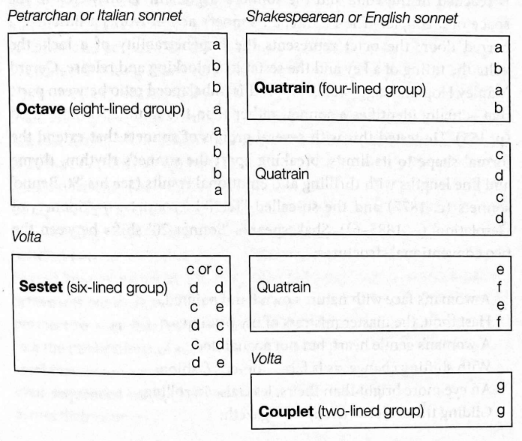 Petrarchan or Italian sonnet
a
b
b
Octave (eight-lined group) a
a
b
b
a
Volta
c or c
Sestet (six-lined group) d d
c e
d c
c d
d e
Shakespearean or English sonnet
a
Quatrain (four-lined group) b
a
b
c
Quatrain d
c
d
e
Quatrain f
e
f
Volta
g
Couplet (two-lined group) g